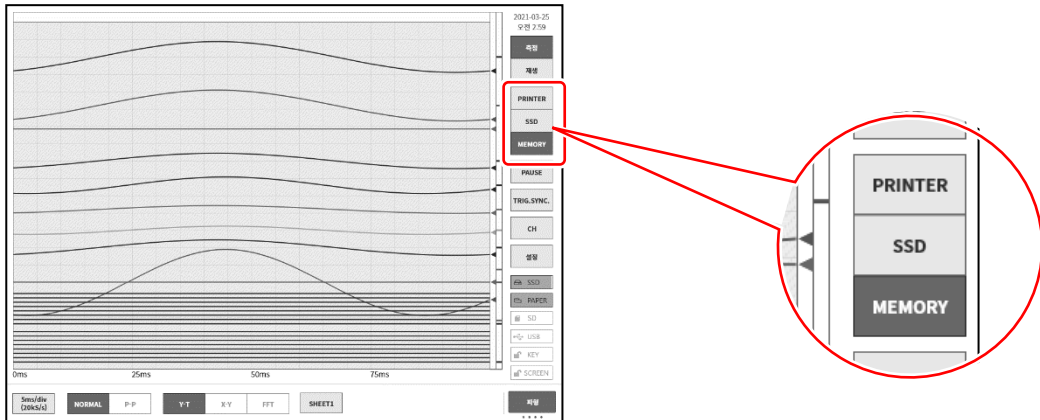 2021-03-25
오전 2:59
측정
재생
PRINTER
SSD
MEMORY
PAUSE
TRIG.SYNC.
CH
설정
SSD
PAPER
SD
USB
KEY
SCREEN
0ms 25ms 50ms 75ms
5ms/div
(20kS/s)
NORMAL P-P Y-T X-Y FFT SHEET1 파형
PRINTER
SSD
MEMORY